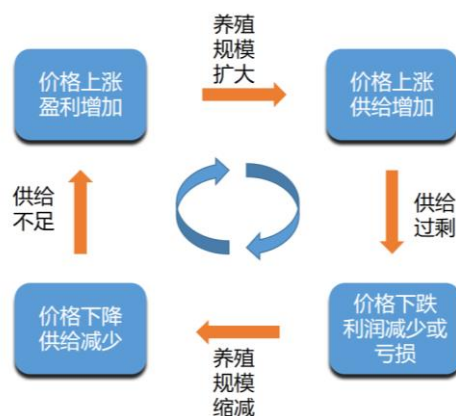 养殖
规模
扩大
价格上涨
盈利增加
价格上涨
供给增加
供给
不足
供给
过剩
价格下降
供给减少
价格下跌
利润减少或
亏损
养殖
规模
缩减